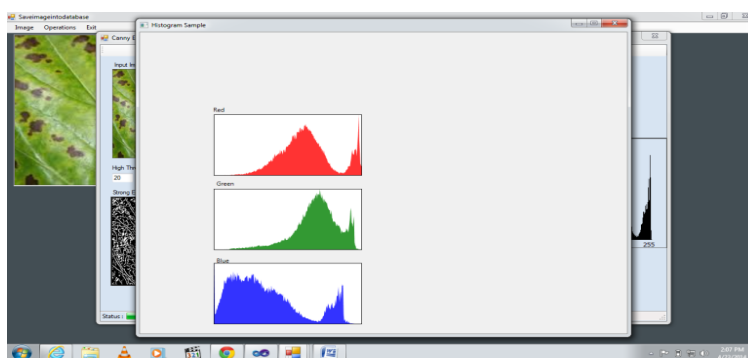 Saveimageintodatabase
Image Operations Exit
Histogram Sample
Canny E
Input Im
Red
High Thr
20
Green
Strong E
255
Blue
Status :
2:07 PM